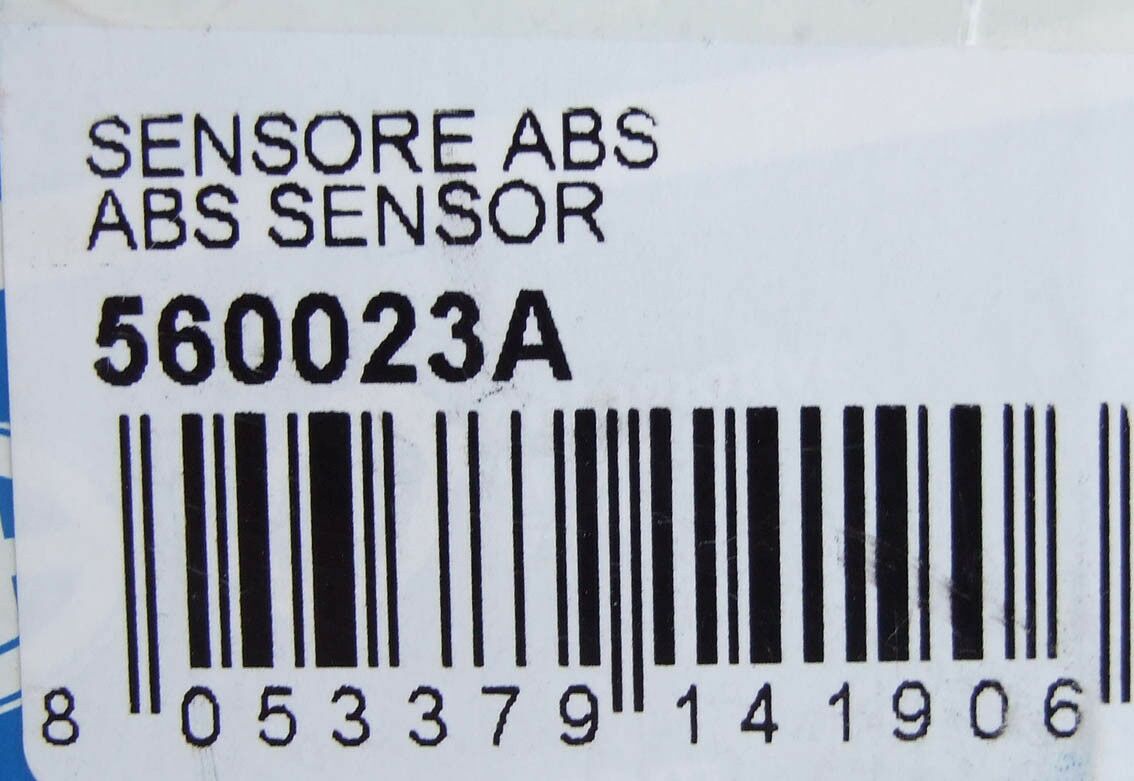 SENSORE ABS
ABS SENSOR
560023A
8 053379 141906